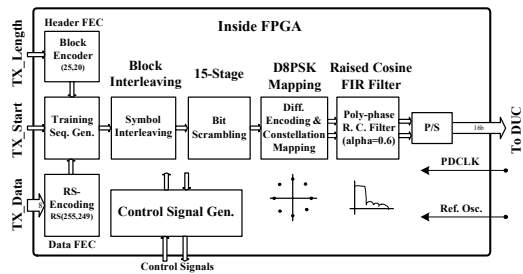 Inside FPGA
Header FEC
TX_Length
Block
Encoder
(25,20)
Block
Interleaving
15-Stage
D8PSK
Mapping
Raised Cosine
FIR Filter
TX_Start
Training
Seq. Gen.
Symbol
Interleaving
Bit
Scrambling
Diff.
Encoding &
Constellation
Mapping
Poly-phase
R. C. Filter
(alpha=0.6)
P/S
16b
To DUC
TX_Data
8
RS-
Encoding
RS(255,249)
Data FEC
Control Signal Gen.
Control Signals
PDCLK
Ref. Osc.